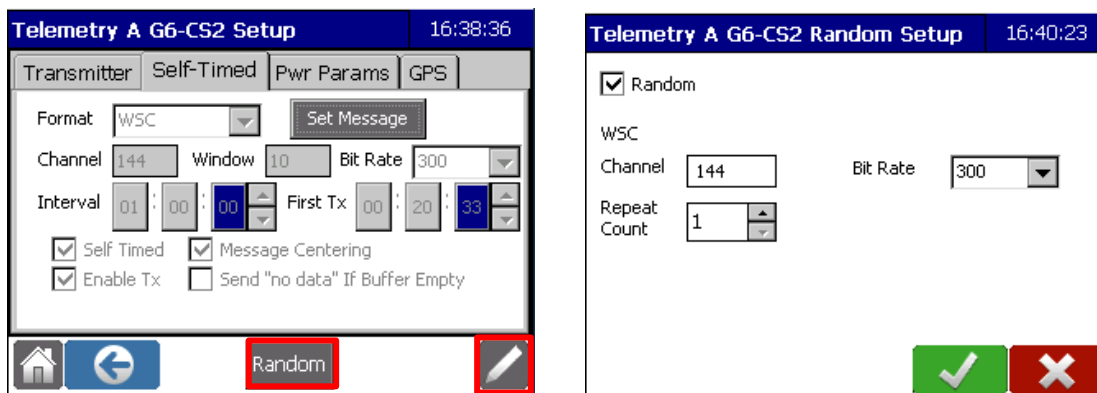 Telemetry A G6-CS2 Setup 16:38:36
Transmitter Self-Timed Pwr Params GPS
Format WSC Set Message
Channel 144 Window 10 Bit Rate 300
Interval 01 : 00 : 00 First Tx 00 : 20 : 33
Self Timed Message Centering
Enable Tx Send "no data" If Buffer Empty
Random
Telemetry A G6-CS2 Random Setup 16:40:23
Random
WSC
Channel 144 Bit Rate 300
Repeat
Count 1